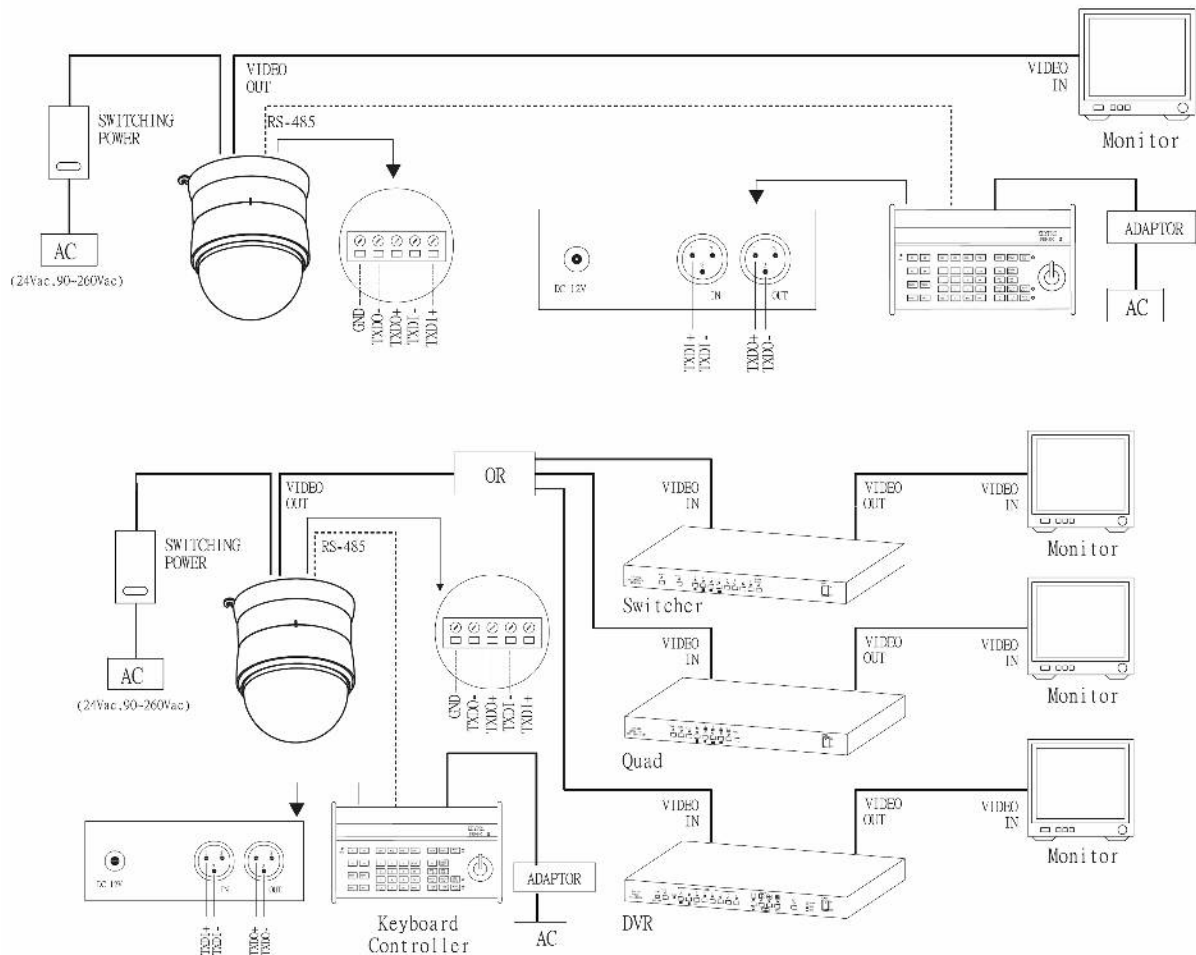 VIDEO
OUT
VIDEO
IN
SWITCHING
POWER
RS-485
Monitor
AC
(24Vac.90~260Vac)
ADAPTOR
DC 12V
IN
OUT
AC
GND
TXD0-
TXD0+
TXD1-
TXD1+
TXD1+
TXD1-
TXD0+
TXD0-
OR
VIDEO
OUT
VIDEO
IN
VIDEO
OUT
VIDEO
IN
SWITCHING
POWER
RS-485
Monitor
Switcher
VIDEO
IN
VIDEO
OUT
VIDEO
IN
AC
(24Vac.90~260Vac)
GND
TXD0-
TXD0+
TXD1-
TXD1+
Monitor
Quad
VIDEO
IN
VIDEO
OUT
VIDEO
IN
DC 12V
IN
OUT
ADAPTOR
Monitor
TXD1+
TXD1-
TXD0+
TXD0-
Keyboard
Controller
AC
DVR